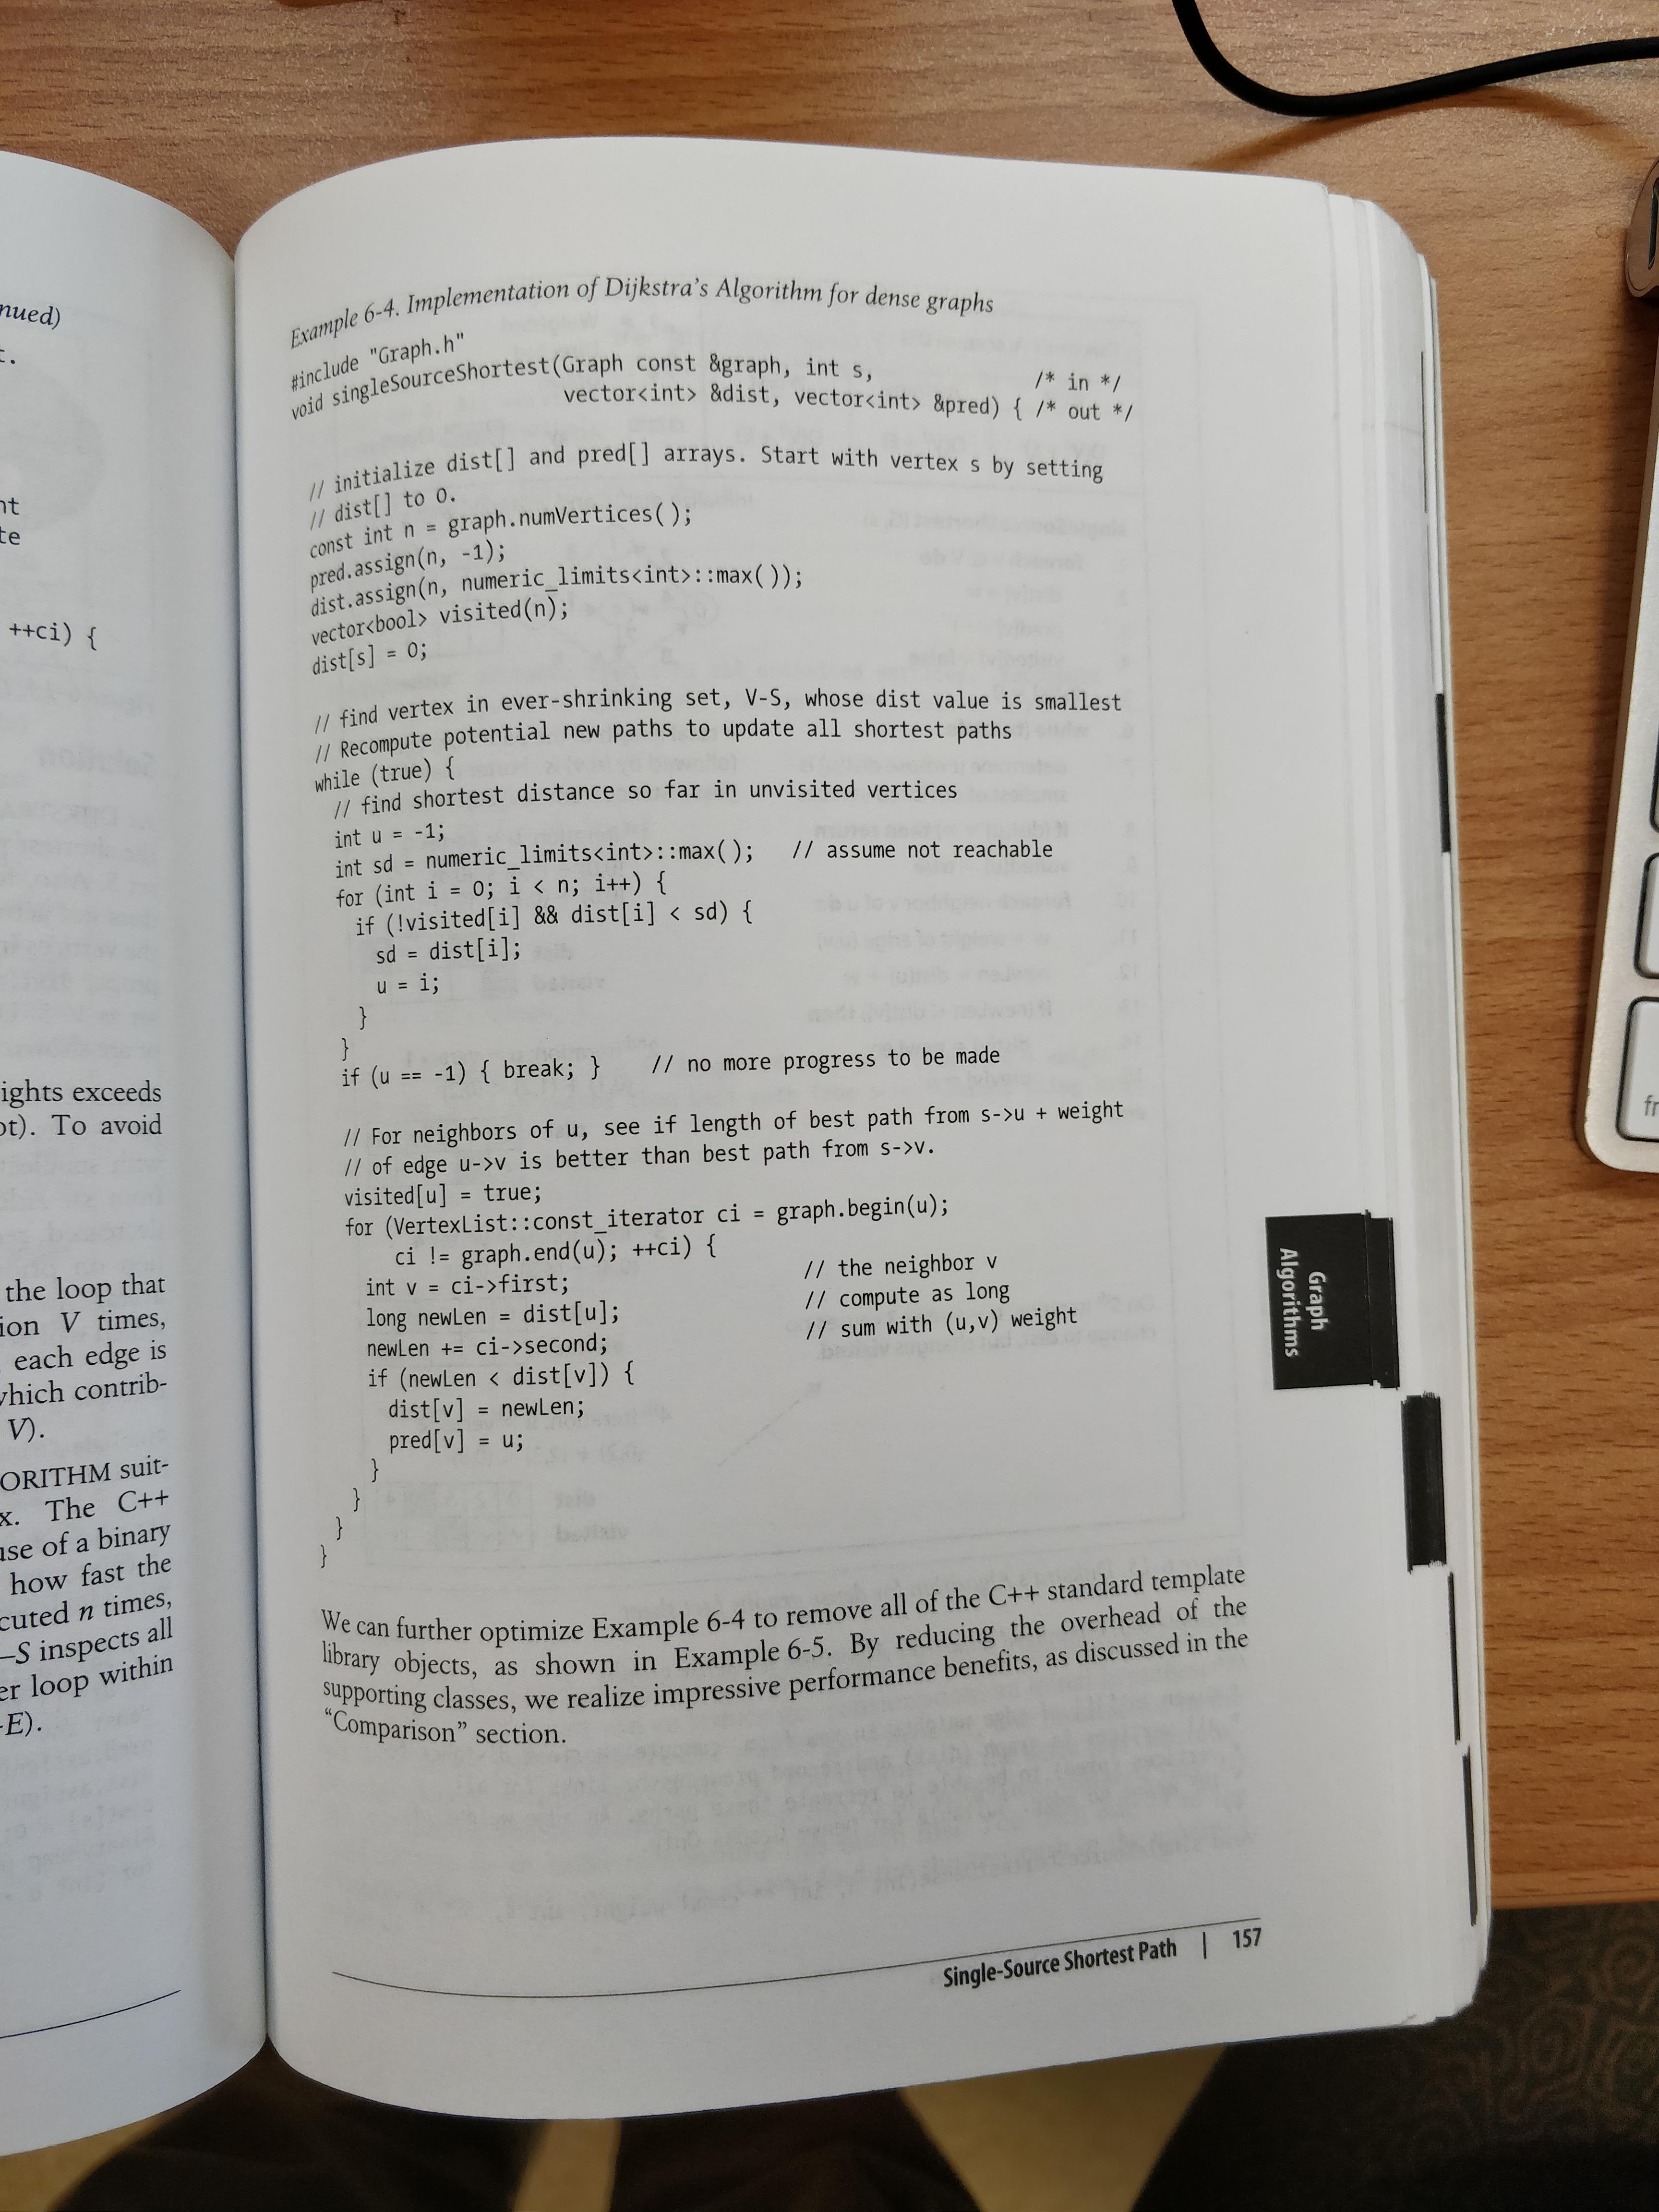 nued)
t.
nt
te
++ci) {
ights exceeds
ot). To avoid
the loop that
ion V times,
each edge is
which contrib-
V).
ORITHM suit-
x. The C++
use of a binary
how fast the
cuted n times,
–S inspects all
er loop within
E).
Example 6-4. Implementation of Dijkstra's Algorithm for dense graphs
#include "Graph.h"
void singleSourceShortest(Graph const &graph, int s, /* in */
vector<int> &dist, vector<int> &pred) { /* out */
// initialize dist[] and pred[] arrays. Start with vertex s by setting
// dist[] to 0.
const int n = graph.numVertices();
pred.assign(n, -1);
dist.assign(n, numeric_limits<int>::max());
vector<bool> visited(n);
dist[s] = 0;
// find vertex in ever-shrinking set, V-S, whose dist value is smallest
// Recompute potential new paths to update all shortest paths
while (true) {
// find shortest distance so far in unvisited vertices
int u = -1;
int sd = numeric_limits<int>::max(); // assume not reachable
for (int i = 0; i < n; i++) {
if (!visited[i] && dist[i] < sd) {
sd = dist[i];
u = i;
}
}
if (u == -1) { break; } // no more progress to be made
// For neighbors of u, see if length of best path from s->u + weight
// of edge u->v is better than best path from s->v.
visited[u] = true;
for (VertexList::const_iterator ci = graph.begin(u);
ci != graph.end(u); ++ci) {
int v = ci->first; // the neighbor v
long newLen = dist[u]; // compute as long
newLen += ci->second; // sum with (u,v) weight
if (newLen < dist[v]) {
dist[v] = newLen;
pred[v] = u;
}
}
}
}
We can further optimize Example 6-4 to remove all of the C++ standard template
library objects, as shown in Example 6-5. By reducing the overhead of the
supporting classes, we realize impressive performance benefits, as discussed in the
“Comparison” section.
Graph
Algorithms
Single-Source Shortest Path | 157